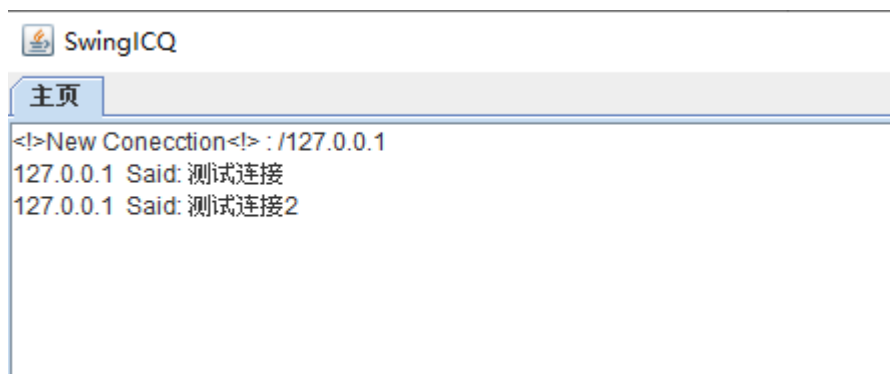 SwingICQ
主页
<!>New Conecction<!> : /127.0.0.1
127.0.0.1  Said: 测试连接
127.0.0.1  Said: 测试连接2